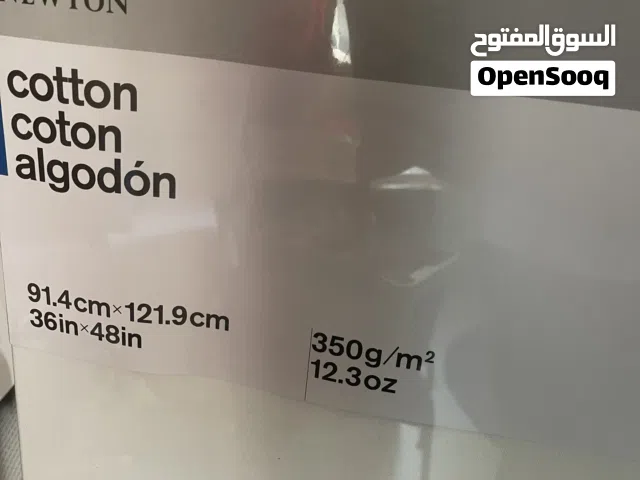 NEWTON
السوق المفتوح
OpenSooq
cotton
coton
algodón
91.4cm×121.9cm
36in×48in
350g/m²
12.3oz